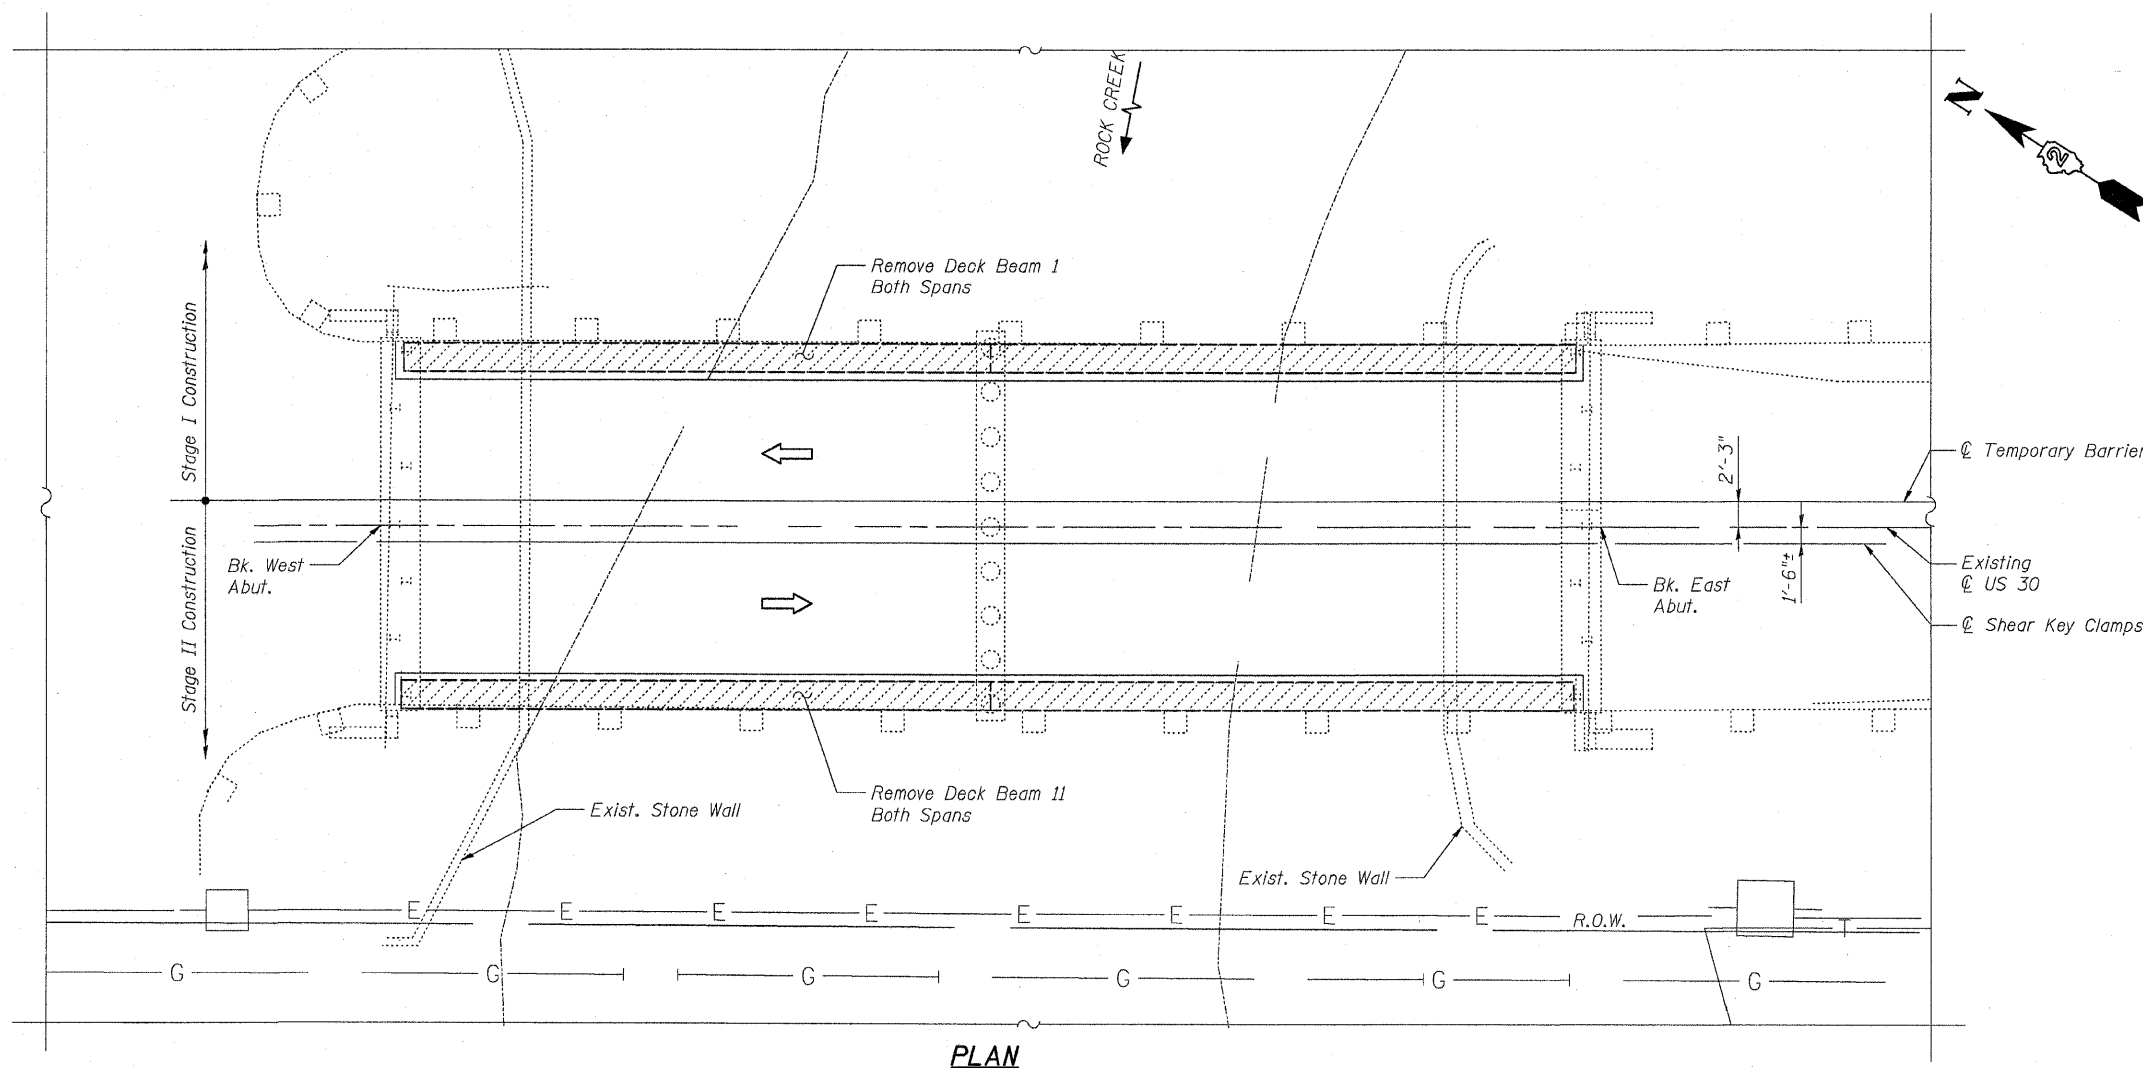 ROCK CREEK
N
2
Remove Deck Beam 1
Both Spans
Stage I Construction
2'-3"
℄ Temporary Barrier
Stage II Construction
Bk. West
Abut.
Bk. East
Abut.
1'-6"±
Existing
℄ US 30
℄ Shear Key Clamps
Remove Deck Beam 11
Both Spans
Exist. Stone Wall
Exist. Stone Wall
E E E E E E E E R.O.W. T
G G G G G G
PLAN